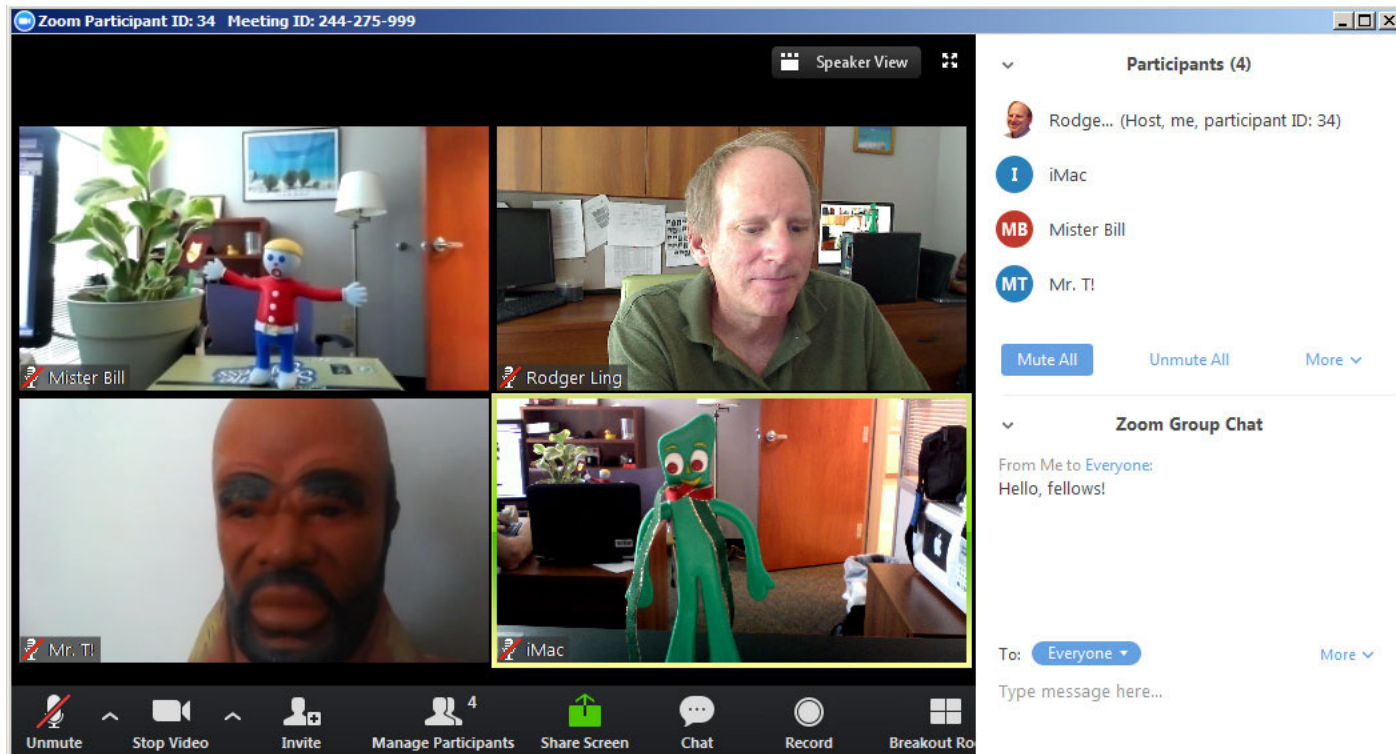 Zoom Participant ID: 34 Meeting ID: 244-275-999
Speaker View
Mister Bill
Rodger Ling
Mr. T!
iMac
Unmute
Stop Video
Invite
Manage Participants
4
Share Screen
Chat
Record
Breakout Ro
Participants (4)
Rodge... (Host, me, participant ID: 34)
I
iMac
MB
Mister Bill
MT
Mr. T!
Mute All
Unmute All
More
Zoom Group Chat
From Me to Everyone:
Hello, fellows!
To: Everyone
More
Type message here...